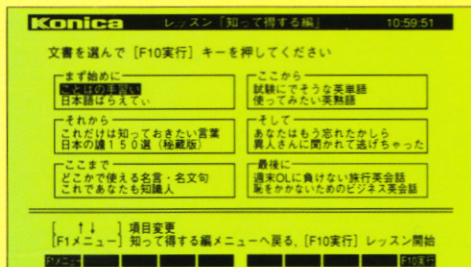 Konica レッスン「知って得する編」 10:59:51
文書を選んで [F10実行] キーを押してください
まず始めに
ことばの手習い
日本語ばらえてぃ
ここから
試験にでそうな英単語
使ってみたい英熟語
それから
これだけは知っておきたい言葉
日本の諺150選(秘蔵版)
そして
あなたはもう忘れたかしら
異人さんに聞かれて逃げちゃった
ここまで
どこかで使える名言・名文句
これであなたも知識人
最後に
週末OLに負けない旅行英会話
恥をかかないためのビジネス英会話
[ ↑↓ ] 項目変更
[F1メニュー] 知って得する編メニューへ戻る、[F10実行] レッスン開始
F1メニュー F10実行